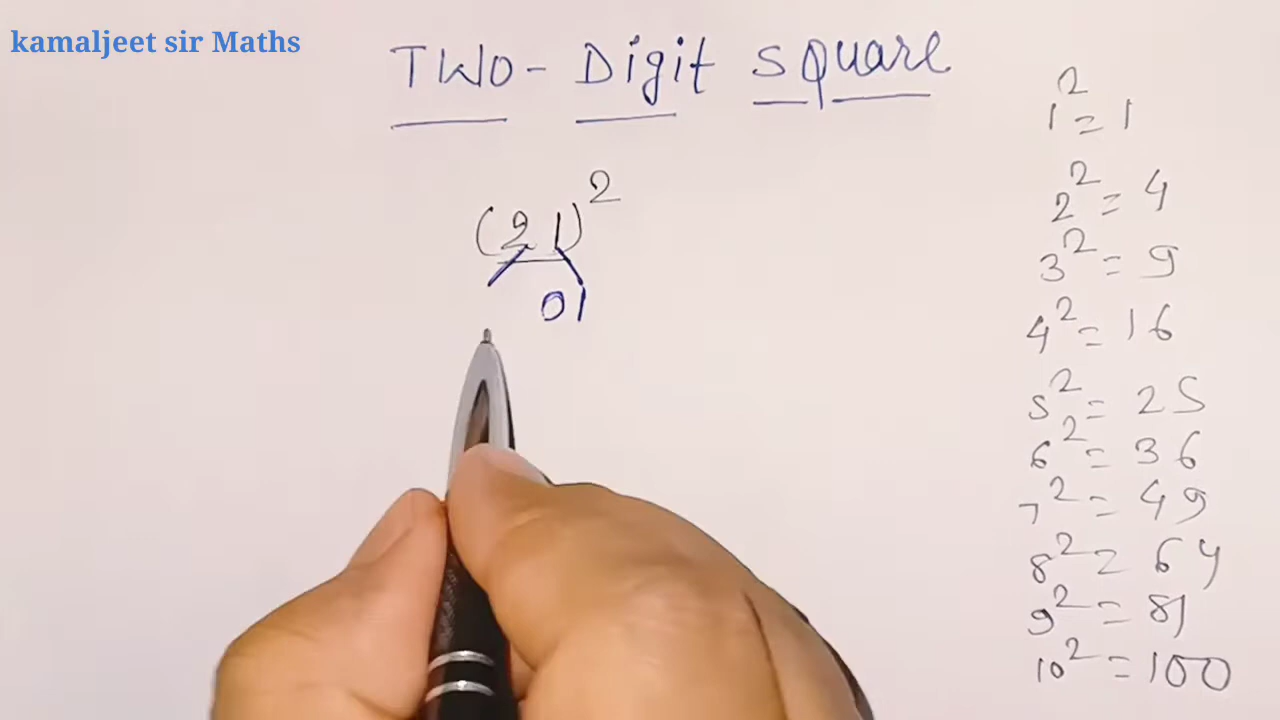 kamaljeet sir Maths
Two-Digit square
(21)²
01
1² = 1
2² = 4
3² = 9
4² = 16
5² = 25
6² = 36
7² = 49
8² = 64
9² = 81
10² = 100